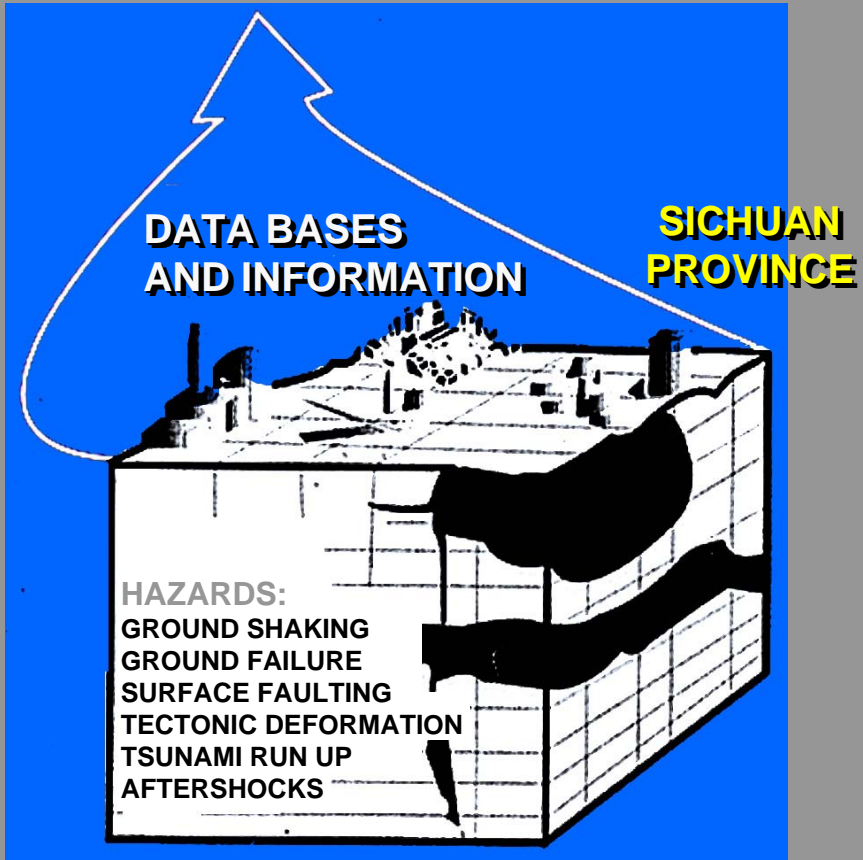 DATA BASES
AND INFORMATION
SICHUAN
PROVINCE
HAZARDS:
GROUND SHAKING
GROUND FAILURE
SURFACE FAULTING
TECTONIC DEFORMATION
TSUNAMI RUN UP
AFTERSHOCKS